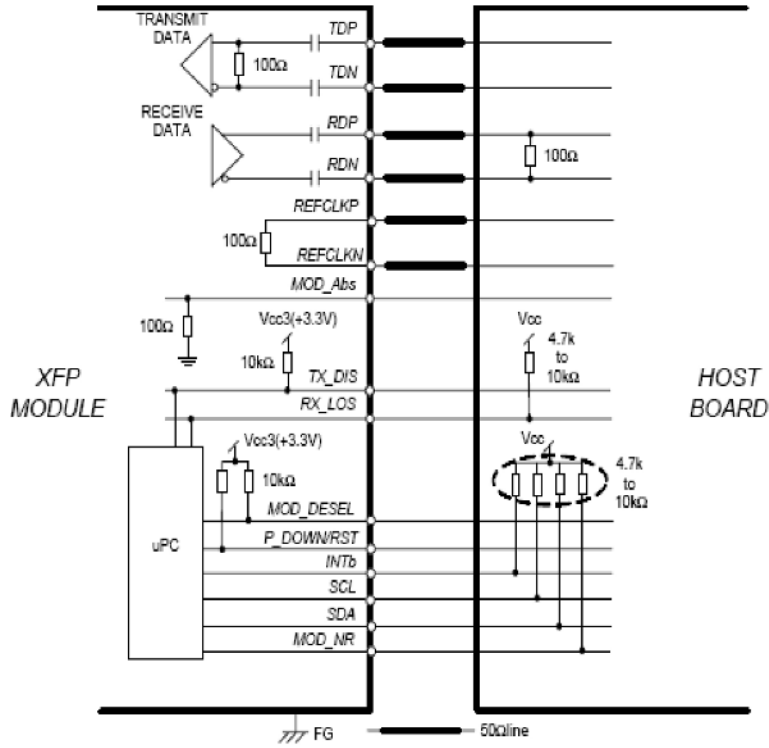 TRANSMIT
DATA
TDP
100Ω
TDN
RECEIVE
DATA
RDP
RDN
100Ω
REFCLKP
100Ω
REFCLKN
MOD_Abs
100Ω
Vcc3(+3.3V)
10kΩ
TX_DIS
RX_LOS
Vcc
4.7k
to
10kΩ
XFP
MODULE
HOST
BOARD
Vcc3(+3.3V)
10kΩ
Vcc
4.7k
to
10kΩ
uPC
MOD_DESEL
P_DOWN/RST
INTb
SCL
SDA
MOD_NR
FG
50Ωline